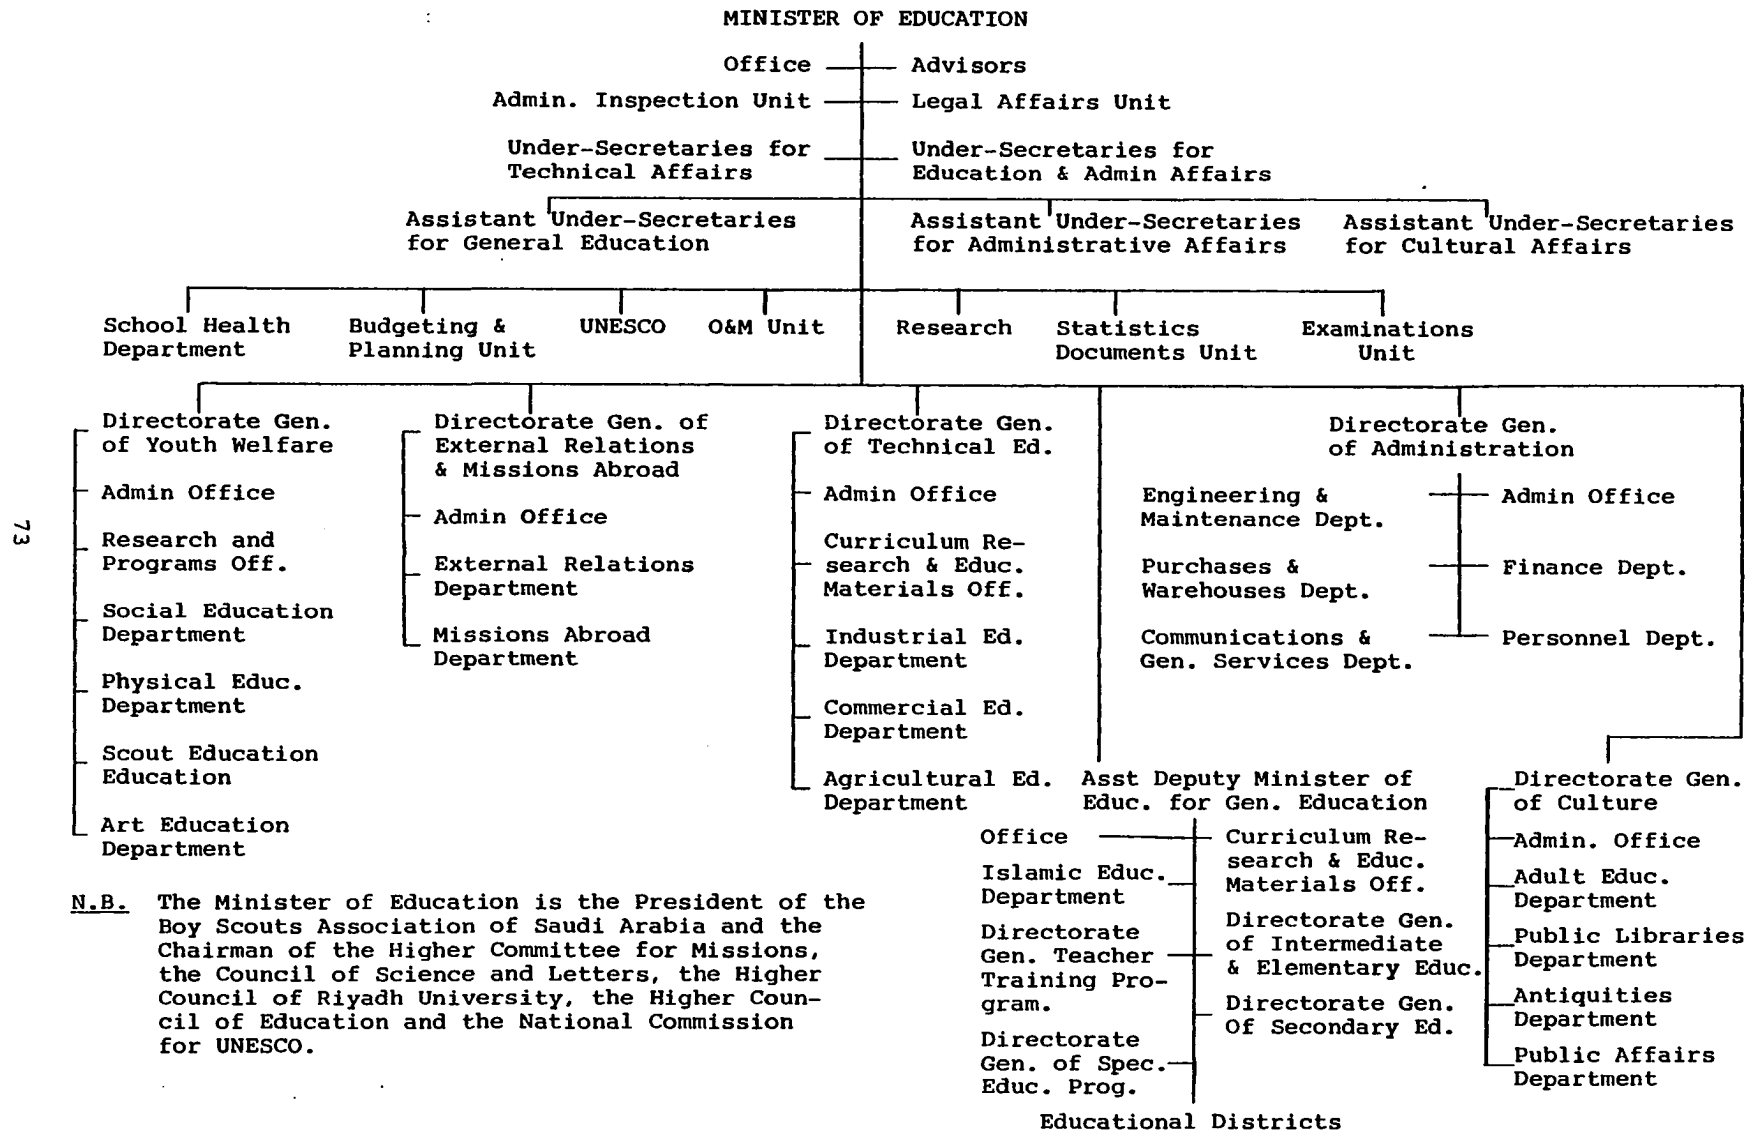 MINISTER OF EDUCATION
Office
Advisors
Admin. Inspection Unit
Legal Affairs Unit
Under-Secretaries for
Technical Affairs
Under-Secretaries for
Education & Admin Affairs
Assistant Under-Secretaries
for General Education
Assistant Under-Secretaries
for Administrative Affairs
Assistant Under-Secretaries
for Cultural Affairs
School Health
Department
Budgeting &
Planning Unit
UNESCO
O&M Unit
Research
Statistics
Documents Unit
Examinations
Unit
Directorate Gen.
of Youth Welfare
Admin Office
Research and
Programs Off.
Social Education
Department
Physical Educ.
Department
Scout Education
Education
Art Education
Department
Directorate Gen. of
External Relations
& Missions Abroad
Admin Office
External Relations
Department
Missions Abroad
Department
Directorate Gen.
of Technical Ed.
Admin Office
Curriculum Re-
search & Educ.
Materials Off.
Industrial Ed.
Department
Commercial Ed.
Department
Agricultural Ed.
Department
Directorate Gen.
of Administration
Engineering &
Maintenance Dept.
Admin Office
Purchases &
Warehouses Dept.
Finance Dept.
Communications &
Gen. Services Dept.
Personnel Dept.
Asst Deputy Minister of
Educ. for Gen. Education
Office
Islamic Educ.
Department
Directorate
Gen. Teacher
Training Pro-
gram.
Directorate
Gen. of Spec.
Educ. Prog.
Curriculum Re-
search & Educ.
Materials Off.
Directorate Gen.
of Intermediate
& Elementary Educ.
Directorate Gen.
Of Secondary Ed.
Educational Districts
Directorate Gen.
of Culture
Admin. Office
Adult Educ.
Department
Public Libraries
Department
Antiquities
Department
Public Affairs
Department
N.B. The Minister of Education is the President of the
Boy Scouts Association of Saudi Arabia and the
Chairman of the Higher Committee for Missions,
the Council of Science and Letters, the Higher
Council of Riyadh University, the Higher Coun-
cil of Education and the National Commission
for UNESCO.
73